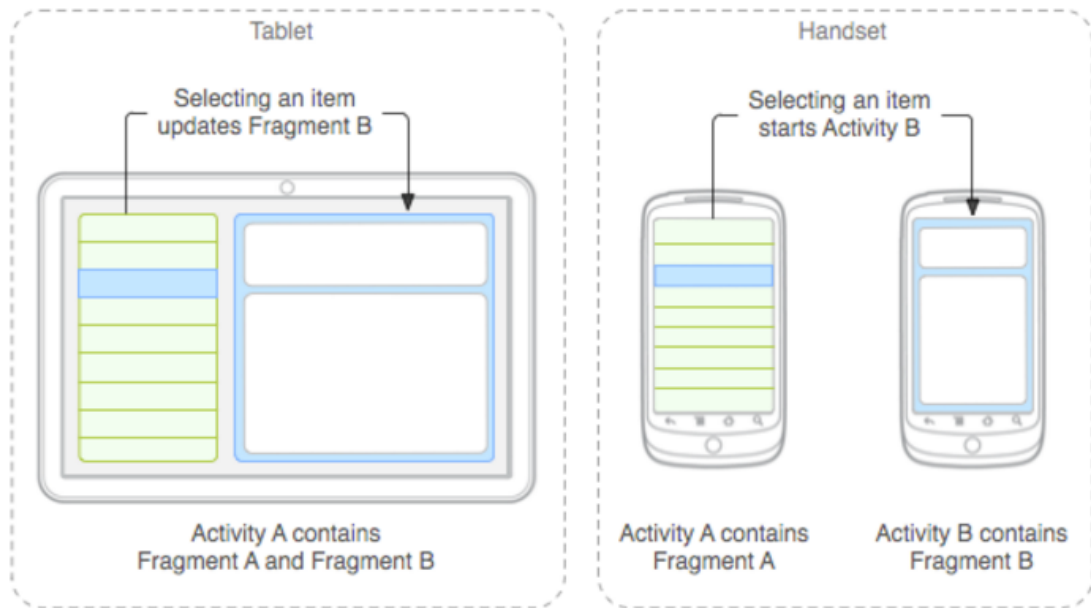 Tablet
Selecting an item
updates Fragment B
Activity A contains
Fragment A and Fragment B
Handset
Selecting an item
starts Activity B
Activity A contains
Fragment A
Activity B contains
Fragment B